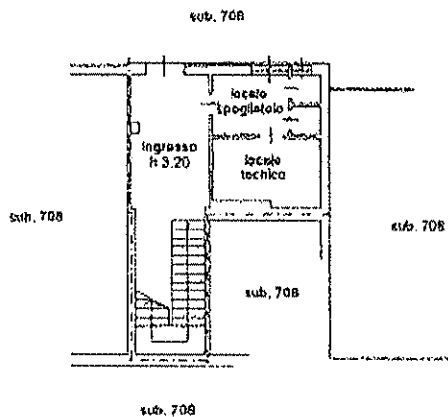 sub. 708
locale
spogliatoio
Ingresso
h 3.20
locale
tecnico
sub. 708
sub. 708
sub. 708
sub. 708